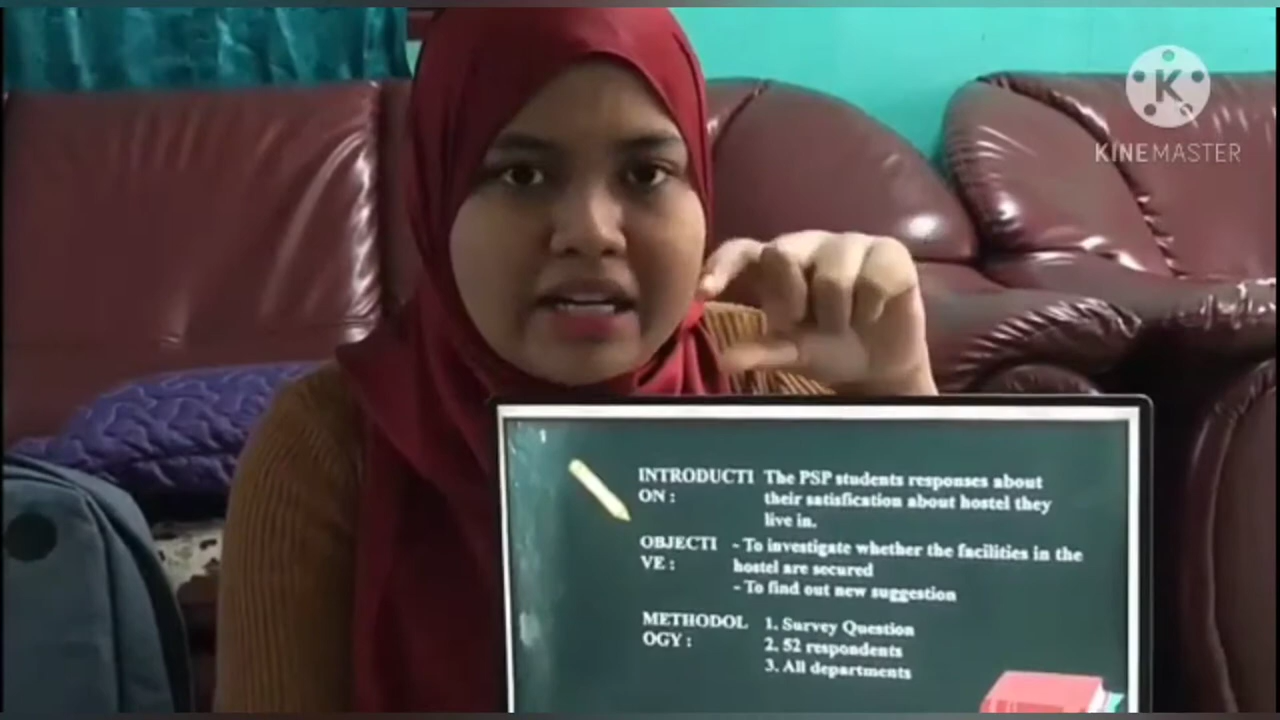 K
KINEMASTER
INTRODUCTI
ON :
The PSP students responses about
their satisfication about hostel they
live in.
OBJECTI
VE :
- To investigate whether the facilities in the
hostel are secured
- To find out new suggestion
METHODOL
OGY :
1. Survey Question
2. 52 respondents
3. All departments